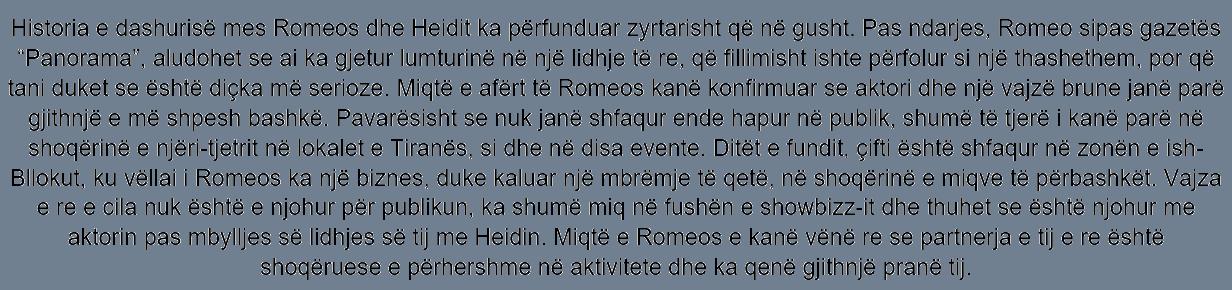 Historia e dashurisë mes Romeos dhe Heidit ka përfunduar zyrtarisht që në gusht. Pas ndarjes, Romeo sipas gazetës
“Panorama”, aludohet se ai ka gjetur lumturinë në një lidhje të re, që fillimisht ishte përfolur si një thashethem, por që
tani duket se është diçka më serioze. Miqtë e afërt të Romeos kanë konfirmuar se aktori dhe një vajzë brune janë parë
gjithnjë e më shpesh bashkë. Pavarësisht se nuk janë shfaqur ende hapur në publik, shumë të tjerë i kanë parë në
shoqërinë e njëri-tjetrit në lokalet e Tiranës, si dhe në disa evente. Ditët e fundit, çifti është shfaqur në zonën e ish-
Bllokut, ku vëllai i Romeos ka një biznes, duke kaluar një mbrëmje të qetë, në shoqërinë e miqve të përbashkët. Vajza
e re e cila nuk është e njohur për publikun, ka shumë miq në fushën e showbizz-it dhe thuhet se është njohur me
aktorin pas mbylljes së lidhjes së tij me Heidin. Miqtë e Romeos e kanë vënë re se partnerja e tij e re është
shoqëruese e përhershme në aktivitete dhe ka qenë gjithnjë pranë tij.